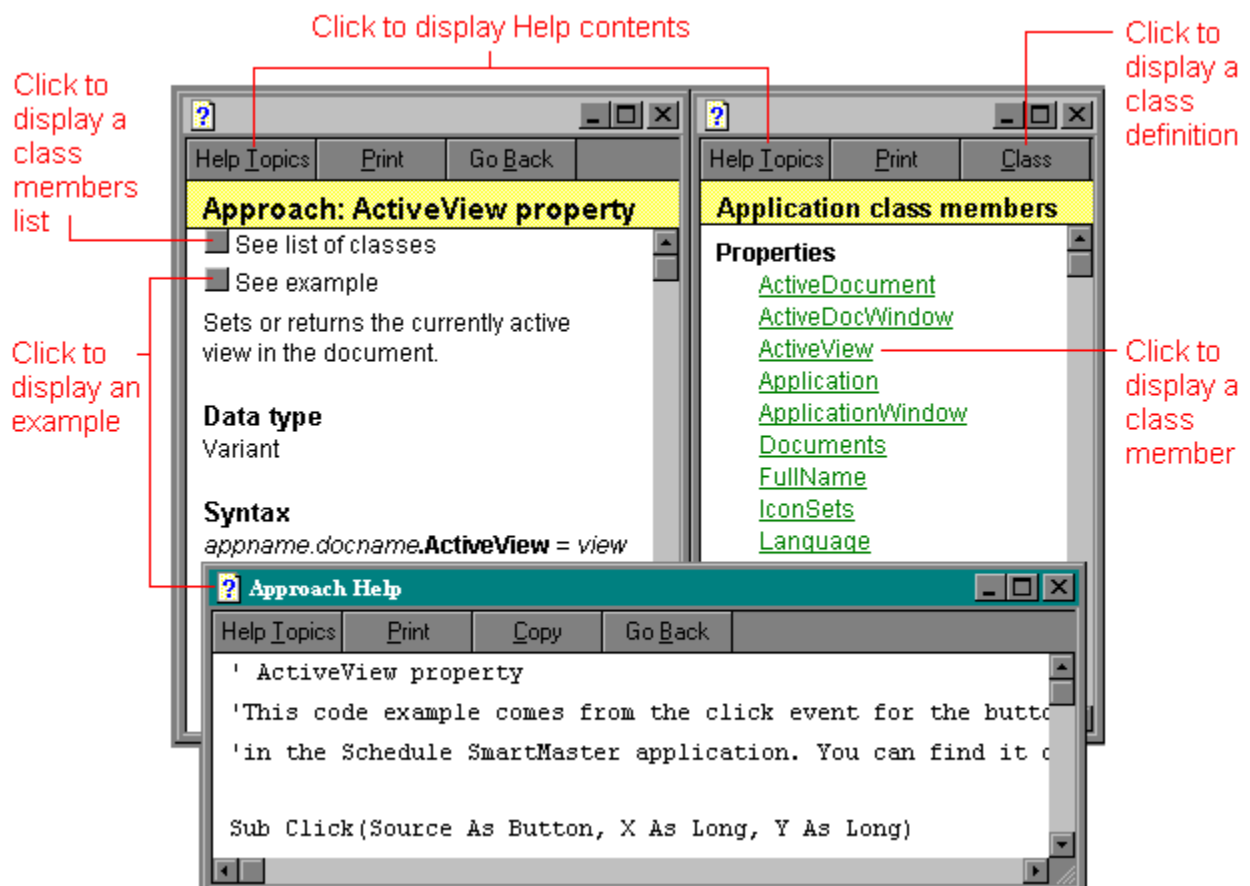 Click to display Help contents
Click to
display a
class
definition
Click to
display a
class
members
list
Help Topics Print Go Back
Approach: ActiveView property
See list of classes
See example
Sets or returns the currently active
view in the document.
Data type
Variant
Syntax
appname.docname.ActiveView = view
Help Topics Print Class
Application class members
Properties
ActiveDocument
ActiveDocWindow
ActiveView
Application
ApplicationWindow
Documents
FullName
IconSets
Language
Click to
display an
example
Click to
display a
class
member
Approach Help
Help Topics Print Copy Go Back
' ActiveView property
'This code example comes from the click event for the
'in the Schedule SmartMaster application. You can find it
Sub Click(Source As Button, X As Long, Y As Long)